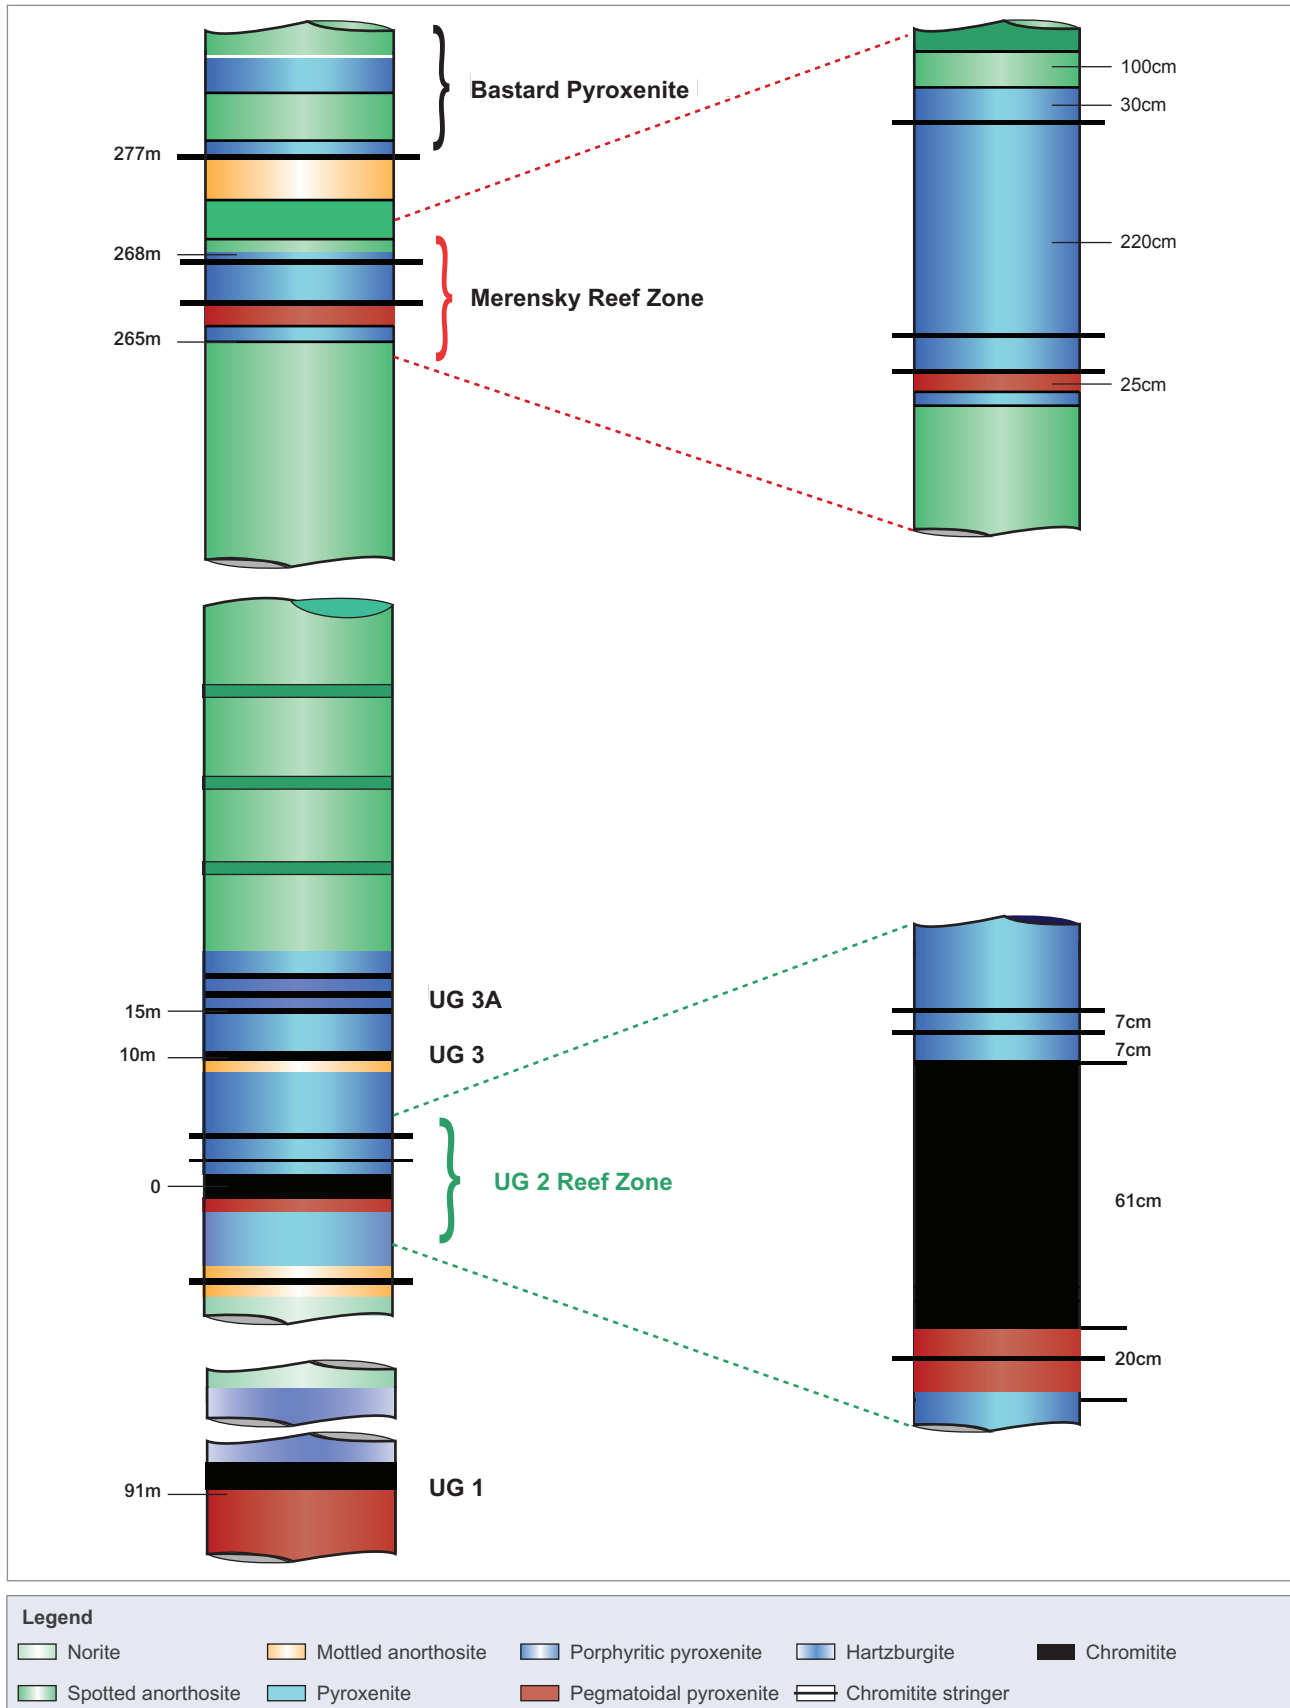 Bastard Pyroxenite
277m
268m
Merensky Reef Zone
265m
100cm
30cm
220cm
25cm
UG 3A
15m
10m
UG 3
0
UG 2 Reef Zone
7cm
7cm
61cm
20cm
91m
UG 1
Legend
Norite
Mottled anorthosite
Porphyritic pyroxenite
Hartzburgite
Chromitite
Spotted anorthosite
Pyroxenite
Pegmatoidal pyroxenite
Chromitite stringer